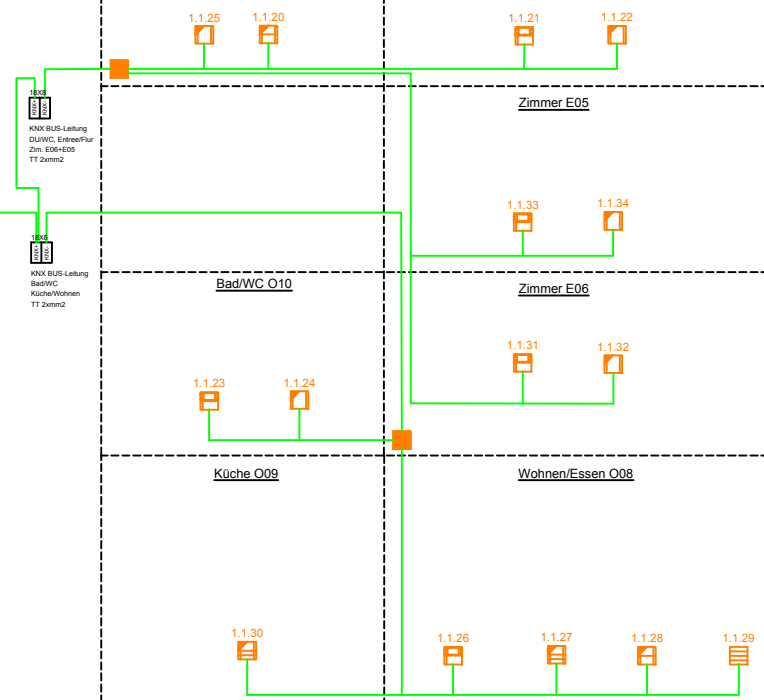 1.1.25
1.1.20
1.1.21
1.1.22
18X8
KNX+
KNX-
KNX BUS-Leitung
DU/WC, Entree/Flur
Zim. E06+E05
TT 2xmm2
Zimmer E05
1.1.33
1.1.34
18X6
KNX+
KNX-
KNX BUS-Leitung
Bad/WC
Küche/Wohnen
TT 2xmm2
Bad/WC O10
Zimmer E06
1.1.31
1.1.32
1.1.23
1.1.24
Küche O09
Wohnen/Essen O08
1.1.30
1.1.26
1.1.27
1.1.28
1.1.29